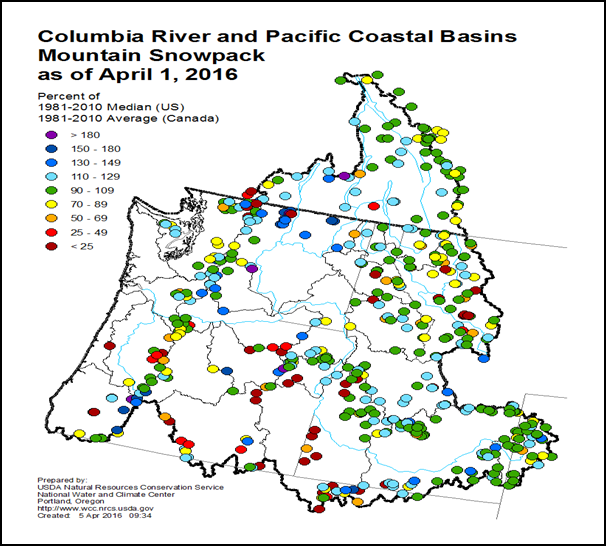 Columbia River and Pacific Coastal Basins
Mountain Snowpack
as of April 1, 2016
Percent of
1981-2010 Median (US)
1981-2010 Average (Canada)
> 180
150 - 180
130 - 149
110 - 129
90 - 109
70 - 89
50 - 69
25 - 49
< 25
Prepared by:
USDA Natural Resources Conservation Service
National Water and Climate Center
Portland, Oregon
http://www.wcc.nrcs.usda.gov
Created: 5 Apr 2016 09:34